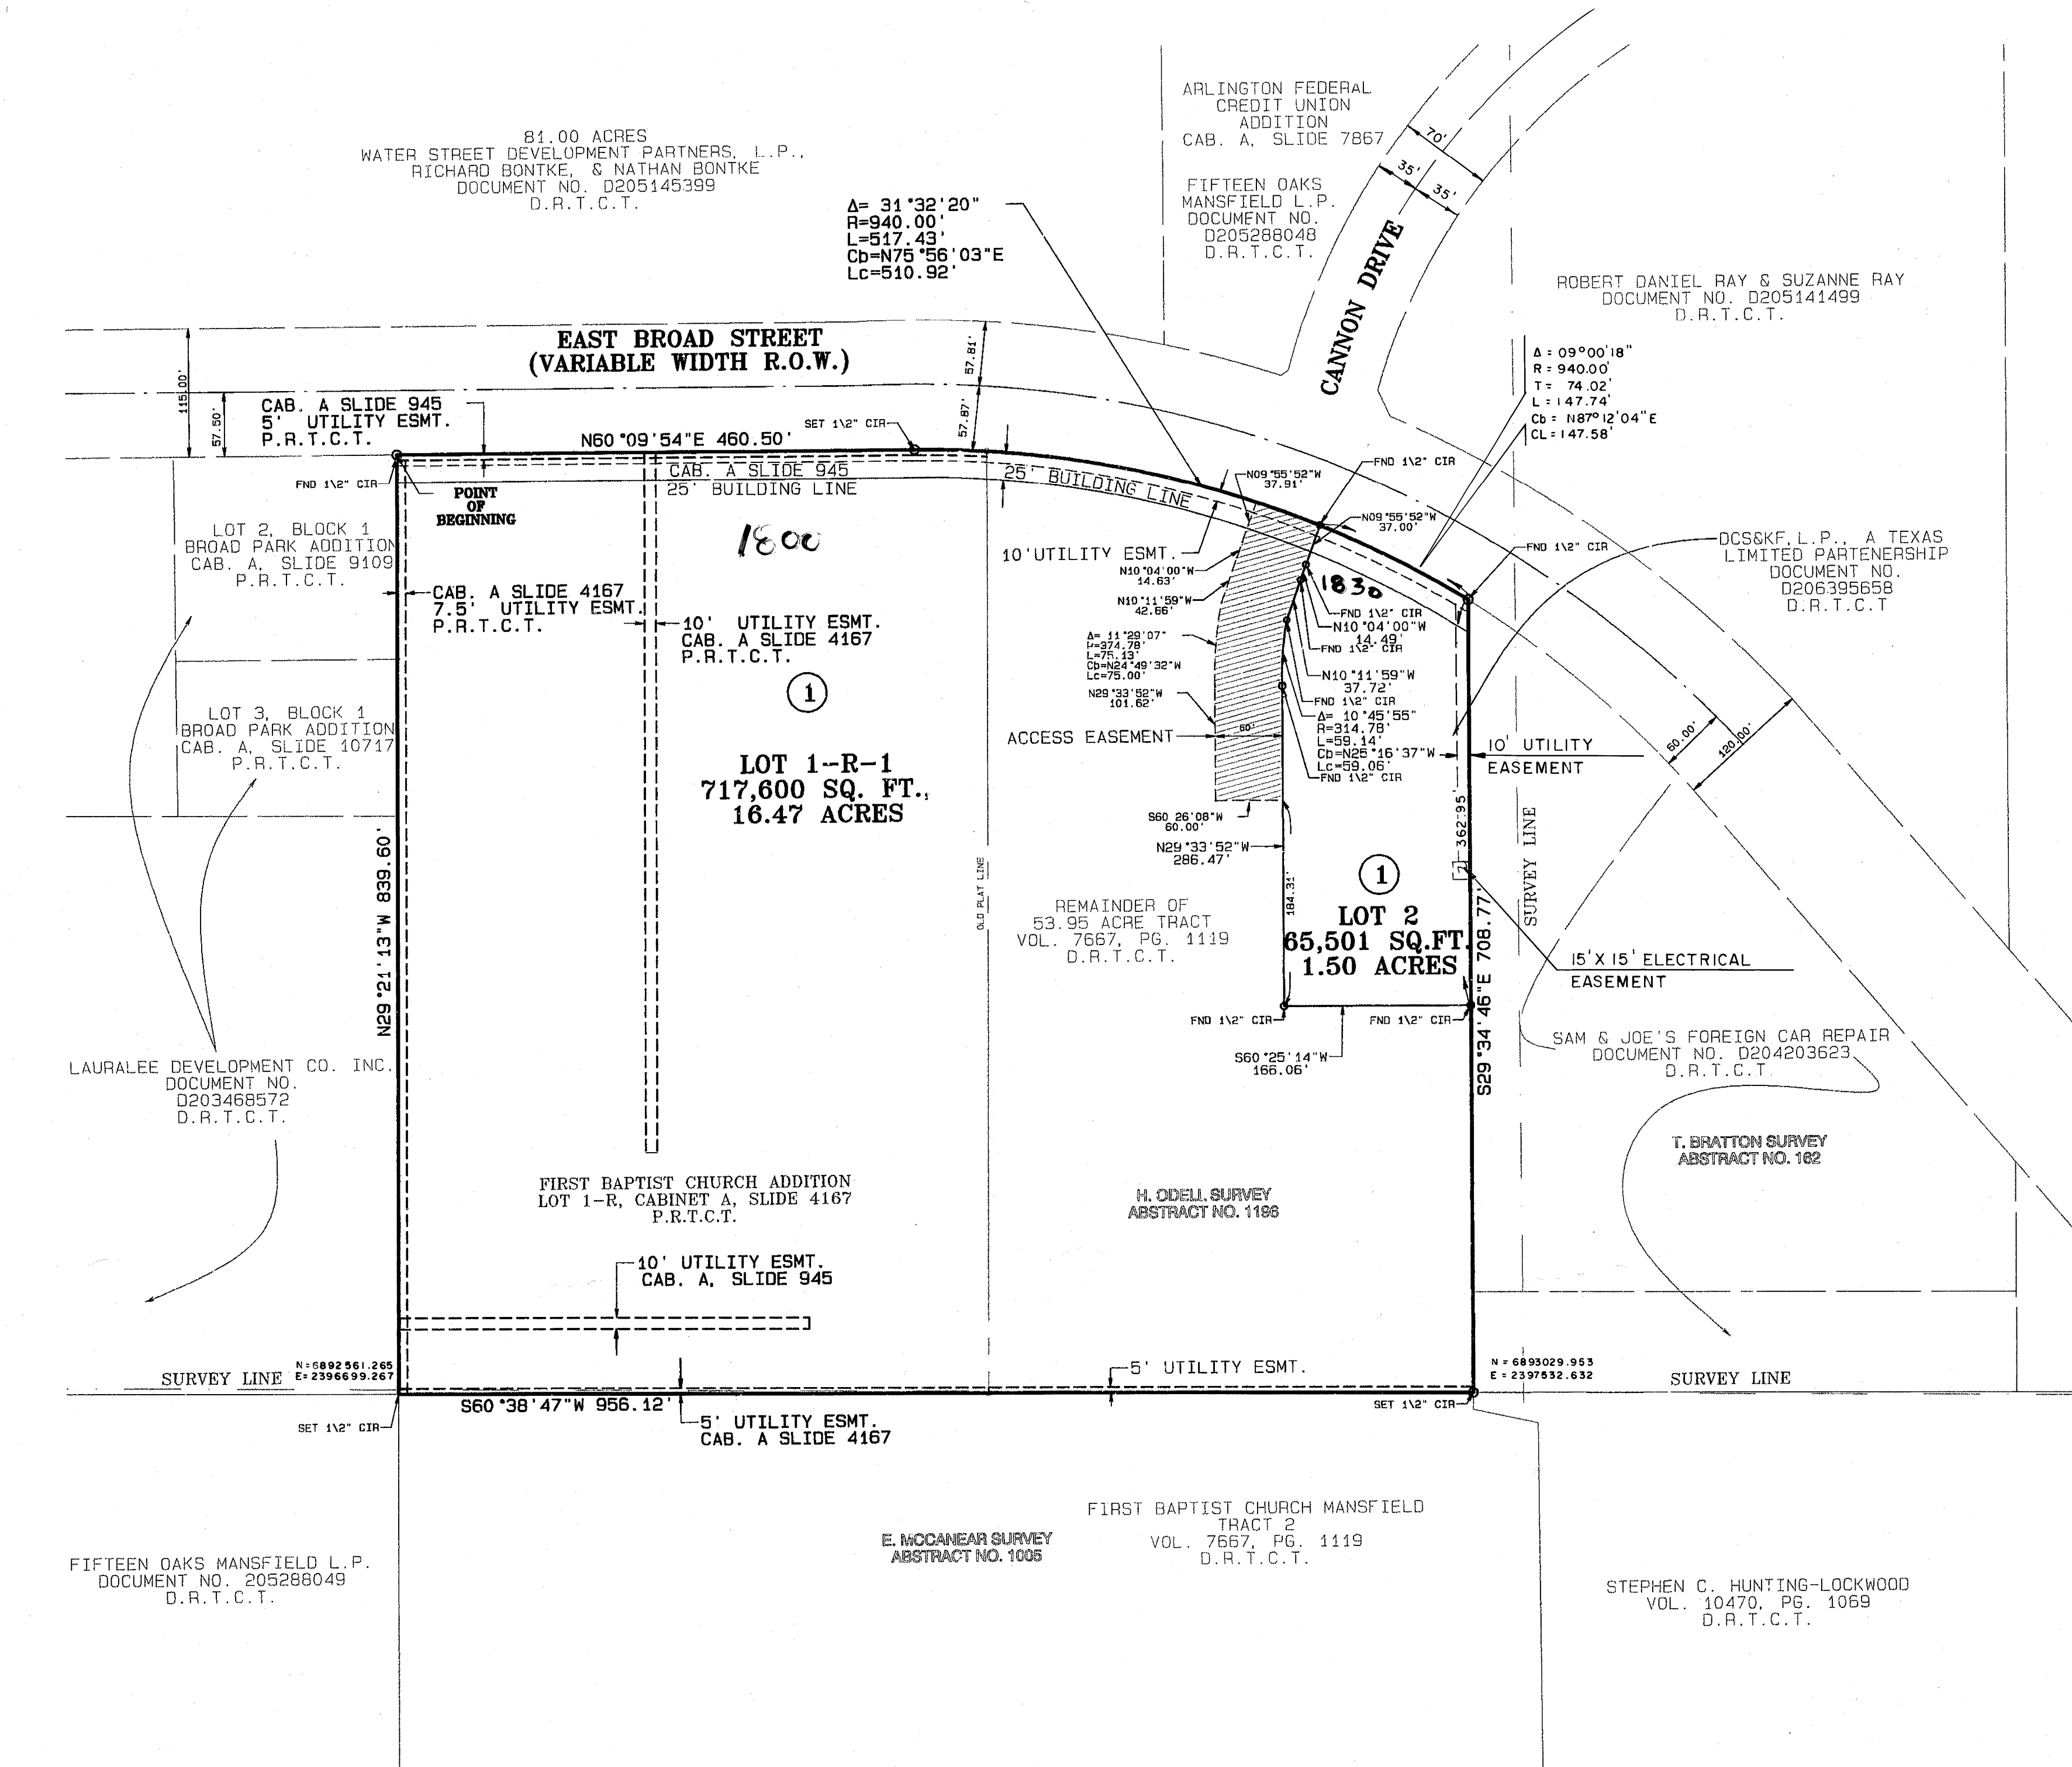 ARLINGTON FEDERAL
CREDIT UNION
ADDITION
CAB. A, SLIDE 7867
81.00 ACRES
WATER STREET DEVELOPMENT PARTNERS, L.P.,
RICHARD BONTKE, & NATHAN BONTKE
DOCUMENT NO. D205145399
D.R.T.C.T.
70'
35'
35'
FIFTEEN OAKS
MANSFIELD L.P.
DOCUMENT NO.
D205288048
D.R.T.C.T.
Δ= 31°32'20"
R=940.00'
L=517.43'
Cb=N75°56'03"E
Lc=510.92'
CANNON DRIVE
ROBERT DANIEL RAY & SUZANNE RAY
DOCUMENT NO. D205141499
D.R.T.C.T.
EAST BROAD STREET
(VARIABLE WIDTH R.O.W.)
115.00'
57.50'
57.81'
57.87'
Δ = 09°00'18"
R = 940.00'
T = 74.02'
L = 147.74'
Cb = N87°12'04"E
CL = 147.58'
CAB. A SLIDE 945
5' UTILITY ESMT.
P.R.T.C.T.
SET 1\2" CIR
N60°09'54"E 460.50'
FND 1\2" CIR
POINT
OF
BEGINNING
CAB. A SLIDE 945
25' BUILDING LINE
25' BUILDING LINE
N09°55'52"W
37.91'
FND 1\2" CIR
N09°55'52"W
37.00'
LOT 2, BLOCK 1
BROAD PARK ADDITION
CAB. A, SLIDE 9109
P.R.T.C.T.
1800
10'UTILITY ESMT.
N10°04'00"W
14.63'
N10°11'59"W
42.66'
1830
FND 1\2" CIR
DCS&KF, L.P., A TEXAS
LIMITED PARTENERSHIP
DOCUMENT NO.
D206395658
D.R.T.C.T
CAB. A SLIDE 4167
7.5' UTILITY ESMT.
P.R.T.C.T.
10' UTILITY ESMT.
CAB. A SLIDE 4167
P.R.T.C.T.
FND 1\2" CIR
N10°04'00"W
14.49'
FND 1\2" CIR
Δ= 11°29'07"
R=374.78'
L=75.13'
Cb=N24°49'32"W
Lc=75.00'
N29°33'52"W
101.62'
N10°11'59"W
37.72'
FND 1\2" CIR
Δ= 10°45'55"
R=314.78'
L=59.14'
Cb=N25°16'37"W
Lc=59.06'
FND 1\2" CIR
1
LOT 3, BLOCK 1
BROAD PARK ADDITION
CAB. A, SLIDE 10717
P.R.T.C.T.
ACCESS EASEMENT
60'
10' UTILITY
EASEMENT
60.00'
120.00'
LOT 1-R-1
717,600 SQ. FT.,
16.47 ACRES
S60 26'08"W
60.00'
N29°33'52"W
286.47'
362.95'
SURVEY LINE
N29°21'13"W 839.60'
OLD PLAT LINE
184.31'
1
LOT 2
65,501 SQ.FT.
1.50 ACRES
REMAINDER OF
53.95 ACRE TRACT
VOL. 7667, PG. 1119
D.R.T.C.T.
S29°34'46"E 708.77'
15'X 15' ELECTRICAL
EASEMENT
FND 1\2" CIR
FND 1\2" CIR
S60°25'14"W
166.06'
SAM & JOE'S FOREIGN CAR REPAIR
DOCUMENT NO. D204203623
D.R.T.C.T.
LAURALEE DEVELOPMENT CO. INC.
DOCUMENT NO.
D203468572
D.R.T.C.T.
T. BRATTON SURVEY
ABSTRACT NO. 162
FIRST BAPTIST CHURCH ADDITION
LOT 1-R, CABINET A, SLIDE 4167
P.R.T.C.T.
H. ODELL SURVEY
ABSTRACT NO. 1196
10' UTILITY ESMT.
CAB. A, SLIDE 945
N=6892561.265
E=2396699.267
SURVEY LINE
5' UTILITY ESMT.
N = 6893029.953
E = 2397532.632
SURVEY LINE
SET 1\2" CIR
S60°38'47"W 956.12'
5' UTILITY ESMT.
CAB. A SLIDE 4167
SET 1\2" CIR
FIRST BAPTIST CHURCH MANSFIELD
TRACT 2
VOL. 7667, PG. 1119
D.R.T.C.T.
E. MCCANEAR SURVEY
ABSTRACT NO. 1005
FIFTEEN OAKS MANSFIELD L.P.
DOCUMENT NO. 205288049
D.R.T.C.T.
STEPHEN C. HUNTING-LOCKWOOD
VOL. 10470, PG. 1069
D.R.T.C.T.